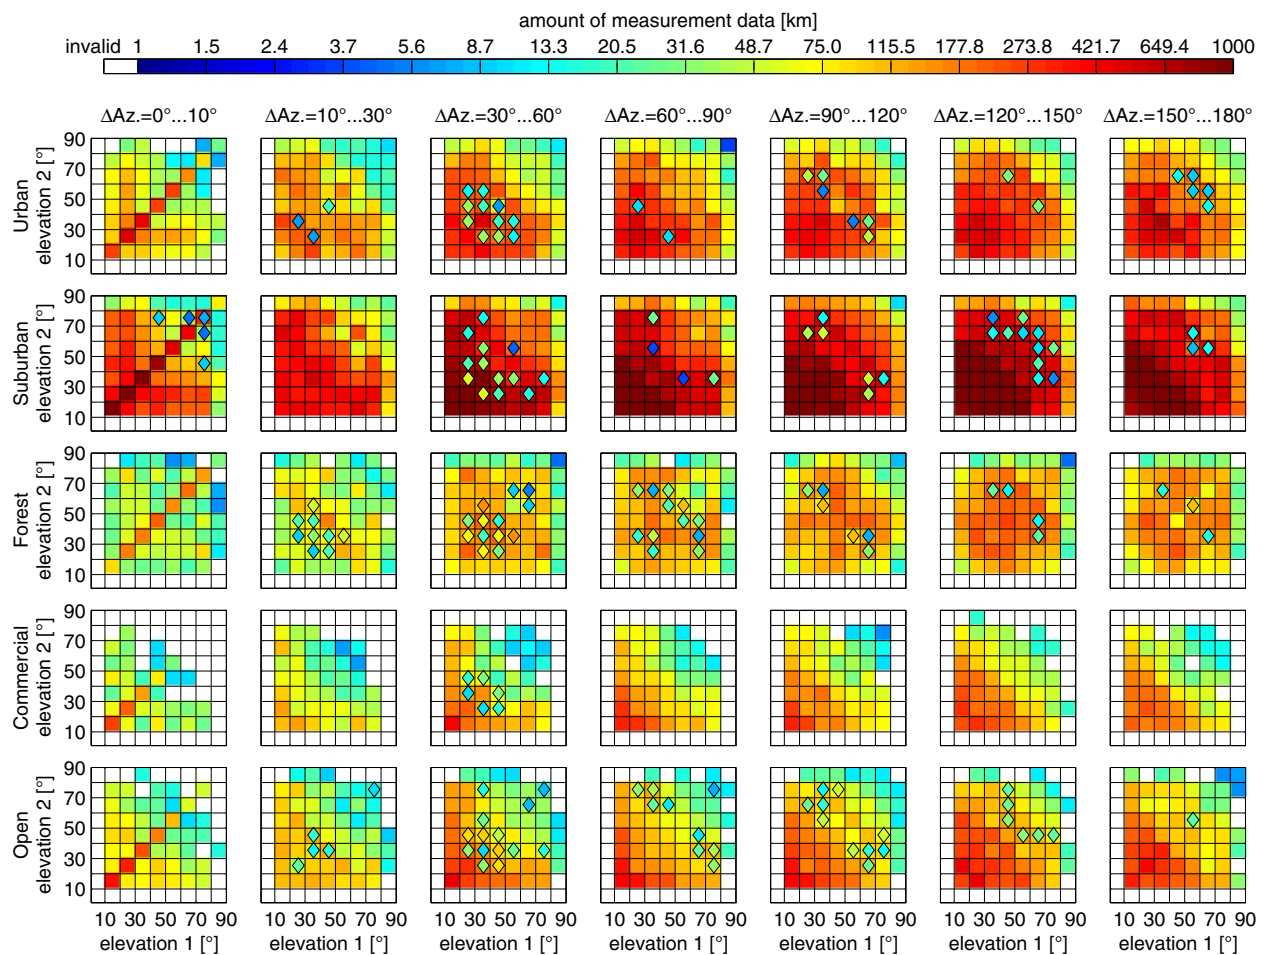 amount of measurement data [km]
invalid 1 1.5 2.4 3.7 5.6 8.7 13.3 20.5 31.6 48.7 75.0 115.5 177.8 273.8 421.7 649.4 1000
ΔAz.=0°...10° ΔAz.=10°...30° ΔAz.=30°...60° ΔAz.=60°...90° ΔAz.=90°...120° ΔAz.=120°...150° ΔAz.=150°...180°
Urban
elevation 2 [°]
90
70
50
30
10
Suburban
elevation 2 [°]
90
70
50
30
10
Forest
elevation 2 [°]
90
70
50
30
10
Commercial
elevation 2 [°]
90
70
50
30
10
Open
elevation 2 [°]
90
70
50
30
10
10 30 50 70 90 10 30 50 70 90 10 30 50 70 90 10 30 50 70 90 10 30 50 70 90 10 30 50 70 90 10 30 50 70 90
elevation 1 [°] elevation 1 [°] elevation 1 [°] elevation 1 [°] elevation 1 [°] elevation 1 [°] elevation 1 [°]